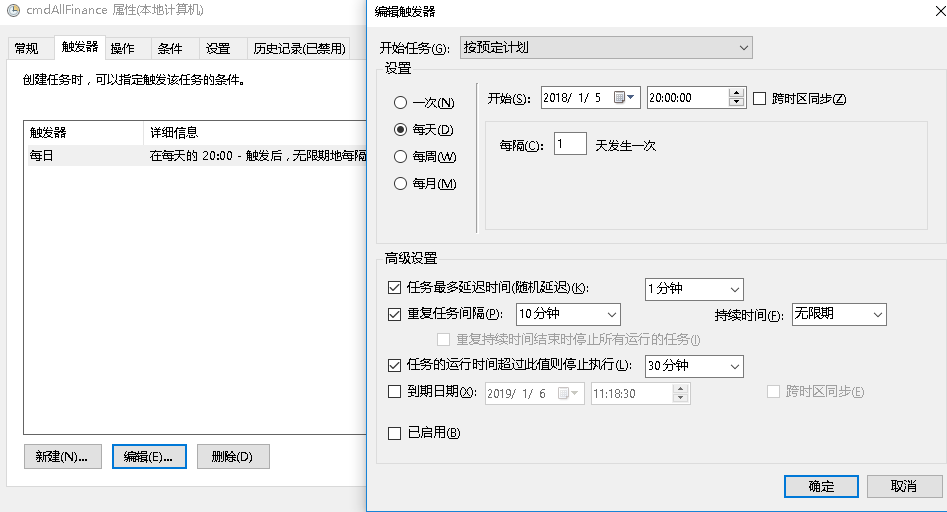 cmdAllFinance 属性(本地计算机)
常规 触发器 操作 条件 设置 历史记录(已禁用)
创建任务时，可以指定触发该任务的条件。
触发器 详细信息
每日 在每天的 20:00 - 触发后，无限期地每隔
新建(N)... 编辑(E)... 删除(D)
编辑触发器
开始任务(G): 按预定计划
设置
一次(N)
每天(D)
每周(W)
每月(M)
开始(S): 2018/ 1/ 5 20:00:00 跨时区同步(Z)
每隔(C): 1 天发生一次
高级设置
任务最多延迟时间(随机延迟)(K): 1 分钟
重复任务间隔(P): 10 分钟 持续时间(F): 无限期
重复持续时间结束时停止所有运行的任务(I)
任务的运行时间超过此值则停止执行(L): 30 分钟
到期日期(X): 2019/ 1/ 6 11:18:30 跨时区同步(E)
已启用(B)
确定 取消